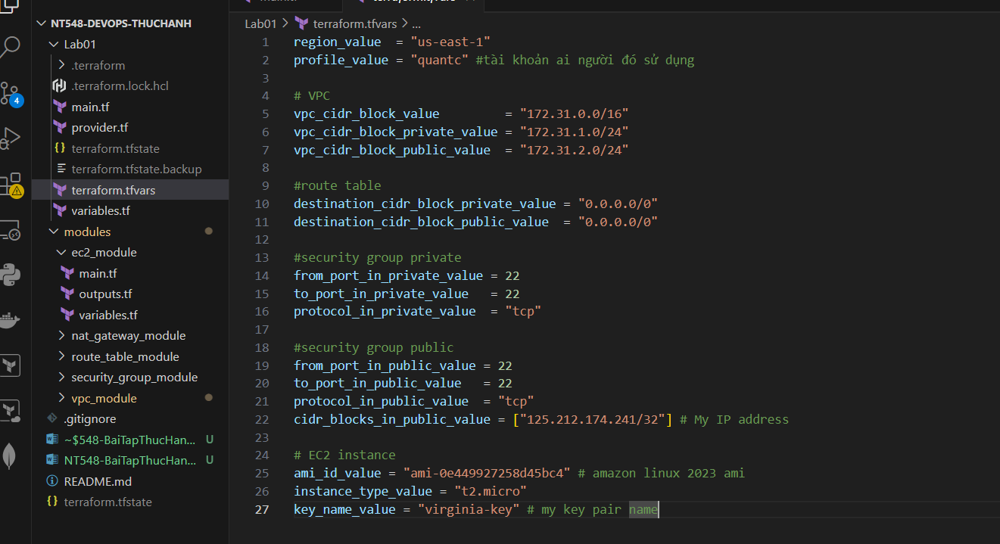 NT548-DEVOPS-THUCHANH
Lab01
.terraform
.terraform.lock.hcl
main.tf
provider.tf
terraform.tfstate
terraform.tfstate.backup
terraform.tfvars
variables.tf
modules
ec2_module
main.tf
outputs.tf
variables.tf
nat_gateway_module
route_table_module
security_group_module
vpc_module
.gitignore
~$548-BaiTapThucHan... U
NT548-BaiTapThucHan... U
README.md
terraform.tfstate
4
Lab01 > terraform.tfvars > ...
1 region_value  = "us-east-1"
2 profile_value = "quantc" #tài khoản ai người đó sử dụng
3
4 # VPC
5 vpc_cidr_block_value         = "172.31.0.0/16"
6 vpc_cidr_block_private_value = "172.31.1.0/24"
7 vpc_cidr_block_public_value  = "172.31.2.0/24"
8
9 #route table
10 destination_cidr_block_private_value = "0.0.0.0/0"
11 destination_cidr_block_public_value  = "0.0.0.0/0"
12
13 #security group private
14 from_port_in_private_value = 22
15 to_port_in_private_value   = 22
16 protocol_in_private_value  = "tcp"
17
18 #security group public
19 from_port_in_public_value = 22
20 to_port_in_public_value   = 22
21 protocol_in_public_value  = "tcp"
22 cidr_blocks_in_public_value = ["125.212.174.241/32"] # My IP address
23
24 # EC2 instance
25 ami_id_value = "ami-0e449927258d45bc4" # amazon linux 2023 ami
26 instance_type_value = "t2.micro"
27 key_name_value = "virginia-key" # my key pair name